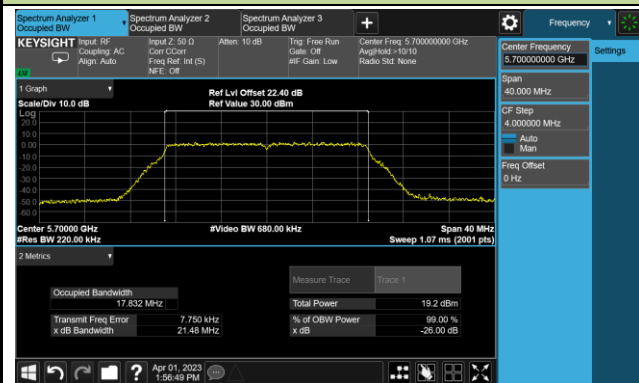 Spectrum Analyzer 1
Occupied BW
Spectrum Analyzer 2
Occupied BW
Spectrum Analyzer 3
Occupied BW
+
Frequency
KEYSIGHT
Input: RF
Coupling: AC
Align: Auto
Input Z: 50 Ω
Corr CCorr
Freq Ref: Int (S)
NFE: Off
Atten: 10 dB
Trig: Free Run
Gate: Off
#IF Gain: Low
Center Freq: 5.700000000 GHz
Avg|Hold:>10/10
Radio Std: None
LXI
Center Frequency
5.700000000 GHz
Settings
Span
40.000 MHz
CF Step
4.000000 MHz
Auto
Man
Freq Offset
0 Hz
1 Graph
Scale/Div 10.0 dB
Ref Lvl Offset 22.40 dB
Ref Value 30.00 dBm
Log
20.0
10.0
0.00
-10.0
-20.0
-30.0
-40.0
-50.0
-60.0
Center 5.70000 GHz
#Res BW 220.00 kHz
#Video BW 680.00 kHz
Span 40 MHz
Sweep 1.07 ms (2001 pts)
2 Metrics
Measure Trace
Trace 1
Occupied Bandwidth
17.832 MHz
Total Power
19.2 dBm
Transmit Freq Error
7.750 kHz
% of OBW Power
99.00 %
x dB Bandwidth
21.48 MHz
x dB
-26.00 dB
?
Apr 01, 2023
1:56:49 PM